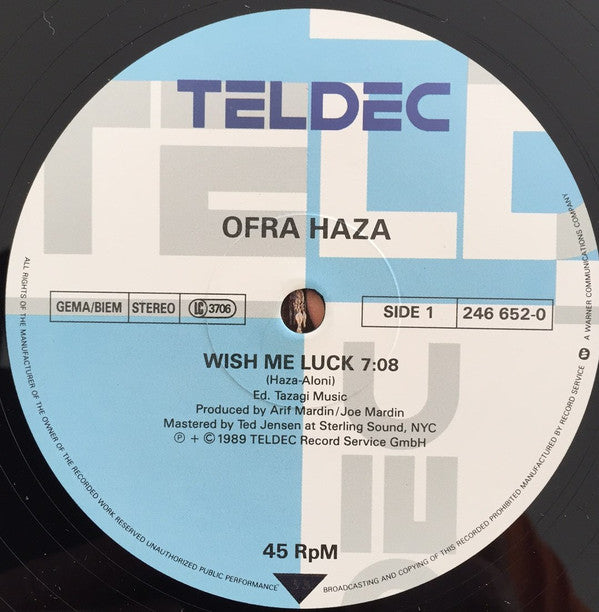 TELDEC
OFRA HAZA
GEMA/BIEM STEREO LC 3706
SIDE 1 246 652-0
WISH ME LUCK 7:08
(Haza-Aloni)
Ed. Tazagi Music
Produced by Arif Mardin/Joe Mardin
Mastered by Ted Jensen at Sterling Sound, NYC
Ⓟ + © 1989 TELDEC Record Service GmbH
45 RpM
ALL RIGHTS OF THE MANUFACTURER OF THE OWNER OF THE RECORDED WORK RESERVED UNAUTHORIZED PUBLIC PERFORMANCE BROADCASTING AND COPYING OF THIS RECORD PROHIBITED MANUFACTURED BY RECORD SERVICE A WARNER COMMUNICATIONS COMPANY